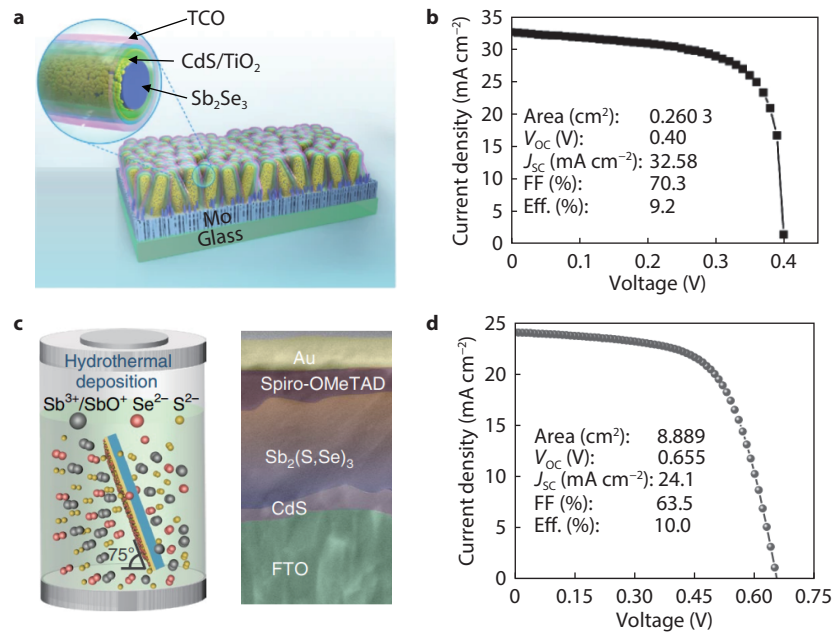 a
TCO
CdS/TiO₂
Sb₂Se₃
Mo
Glass
b
Current density (mA cm⁻²)
35
30
25
20
15
10
5
0
Area (cm²): 0.260 3
V_OC (V): 0.40
J_SC (mA cm⁻²): 32.58
FF (%): 70.3
Eff. (%): 9.2
0 0.1 0.2 0.3 0.4
Voltage (V)
c
Hydrothermal
deposition
Sb³⁺/SbO⁺ Se²⁻ S²⁻
75°
Au
Spiro-OMeTAD
Sb₂(S,Se)₃
CdS
FTO
d
Current density (mA cm⁻²)
25
20
15
10
5
0
Area (cm²): 8.889
V_OC (V): 0.655
J_SC (mA cm⁻²): 24.1
FF (%): 63.5
Eff. (%): 10.0
0 0.15 0.30 0.45 0.60 0.75
Voltage (V)